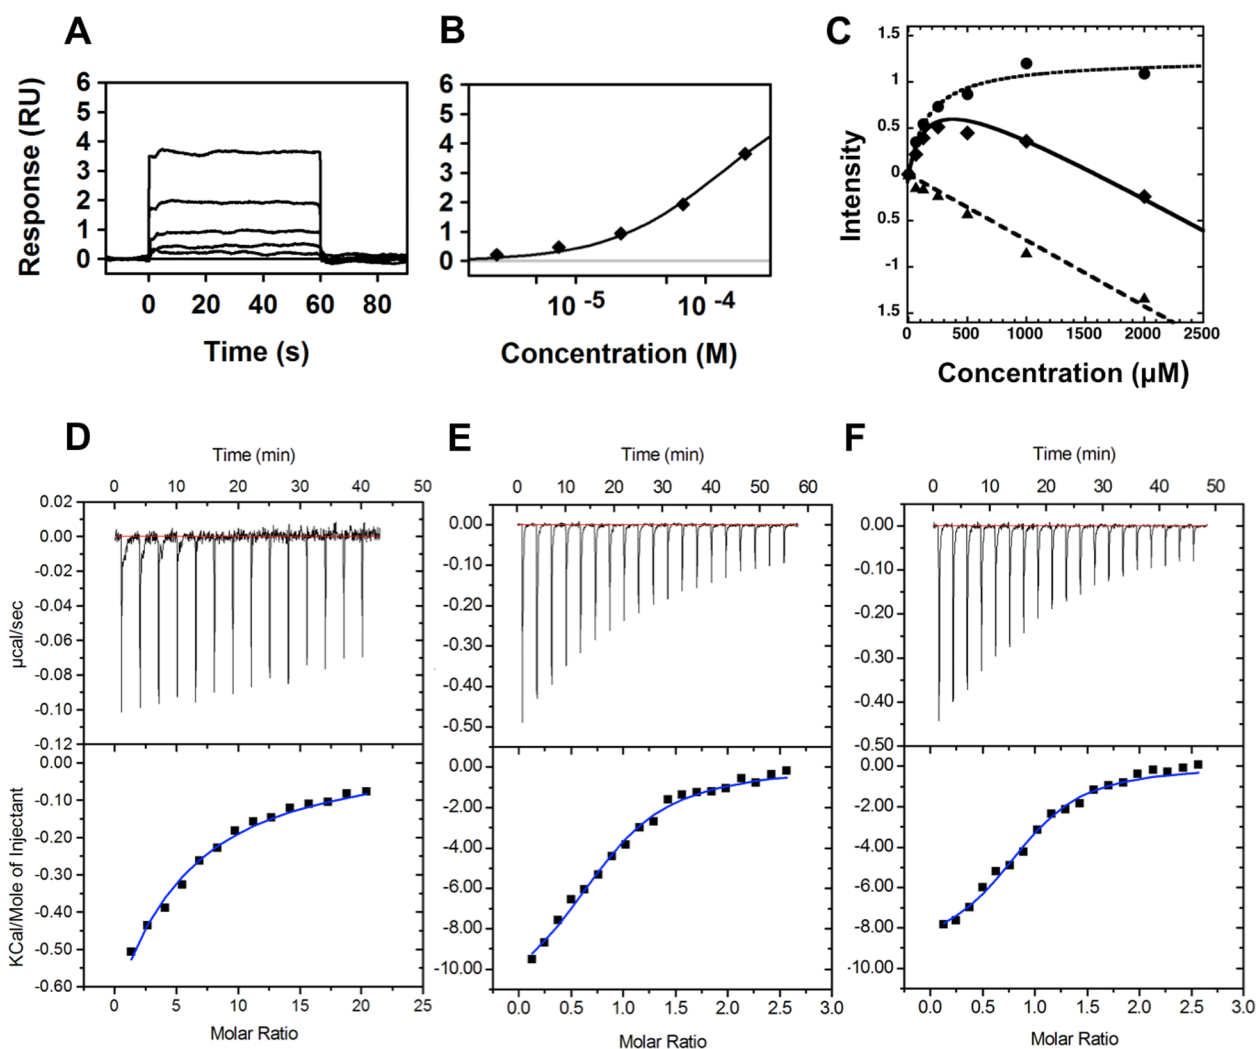 A
B
C
Response (RU)
6
5
4
3
2
1
0
0 20 40 60 80
Time (s)
6
5
4
3
2
1
0
10-5 10-4
Concentration (M)
Intensity
1.5
1
0.5
0
0.5
-1
1.5
0 500 1000 1500 2000 2500
Concentration (µM)
D
E
F
Time (min)
0 10 20 30 40 50
µcal/sec
0.02
0.00
-0.02
-0.04
-0.06
-0.08
-0.10
-0.12
KCal/Mole of Injectant
0.00
-0.10
-0.20
-0.30
-0.40
-0.50
-0.60
0 5 10 15 20 25
Molar Ratio
Time (min)
0 10 20 30 40 50 60
0.00
-0.10
-0.20
-0.30
-0.40
-0.50
0.00
-2.00
-4.00
-6.00
-8.00
-10.00
0.0 0.5 1.0 1.5 2.0 2.5 3.0
Molar Ratio
Time (min)
0 10 20 30 40 50
0.00
-0.10
-0.20
-0.30
-0.40
-0.50
0.00
-2.00
-4.00
-6.00
-8.00
-10.00
0.0 0.5 1.0 1.5 2.0 2.5 3.0
Molar Ratio